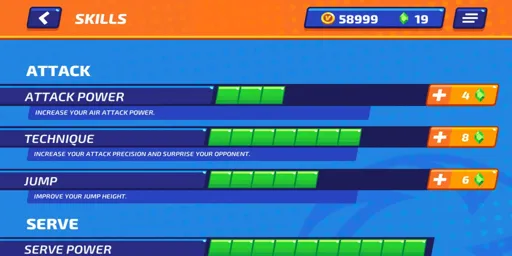 SKILLS
58999
19
ATTACK
ATTACK POWER
4
INCREASE YOUR AIR ATTACK POWER.
TECHNIQUE
8
INCREASE YOUR ATTACK PRECISION AND SURPRISE YOUR OPPONENT.
JUMP
6
IMPROVE YOUR JUMP HEIGHT.
SERVE
SERVE POWER